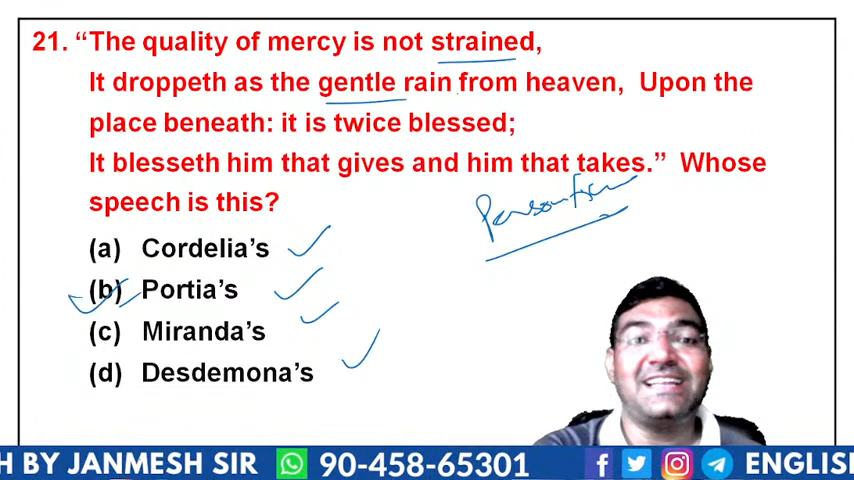 21. “The quality of mercy is not strained,
It droppeth as the gentle rain from heaven, Upon the
place beneath: it is twice blessed;
It blesseth him that gives and him that takes.” Whose
speech is this?
(a) Cordelia’s
(b) Portia’s
(c) Miranda’s
(d) Desdemona’s
H BY JANMESH SIR 90-458-65301 ENGLIS